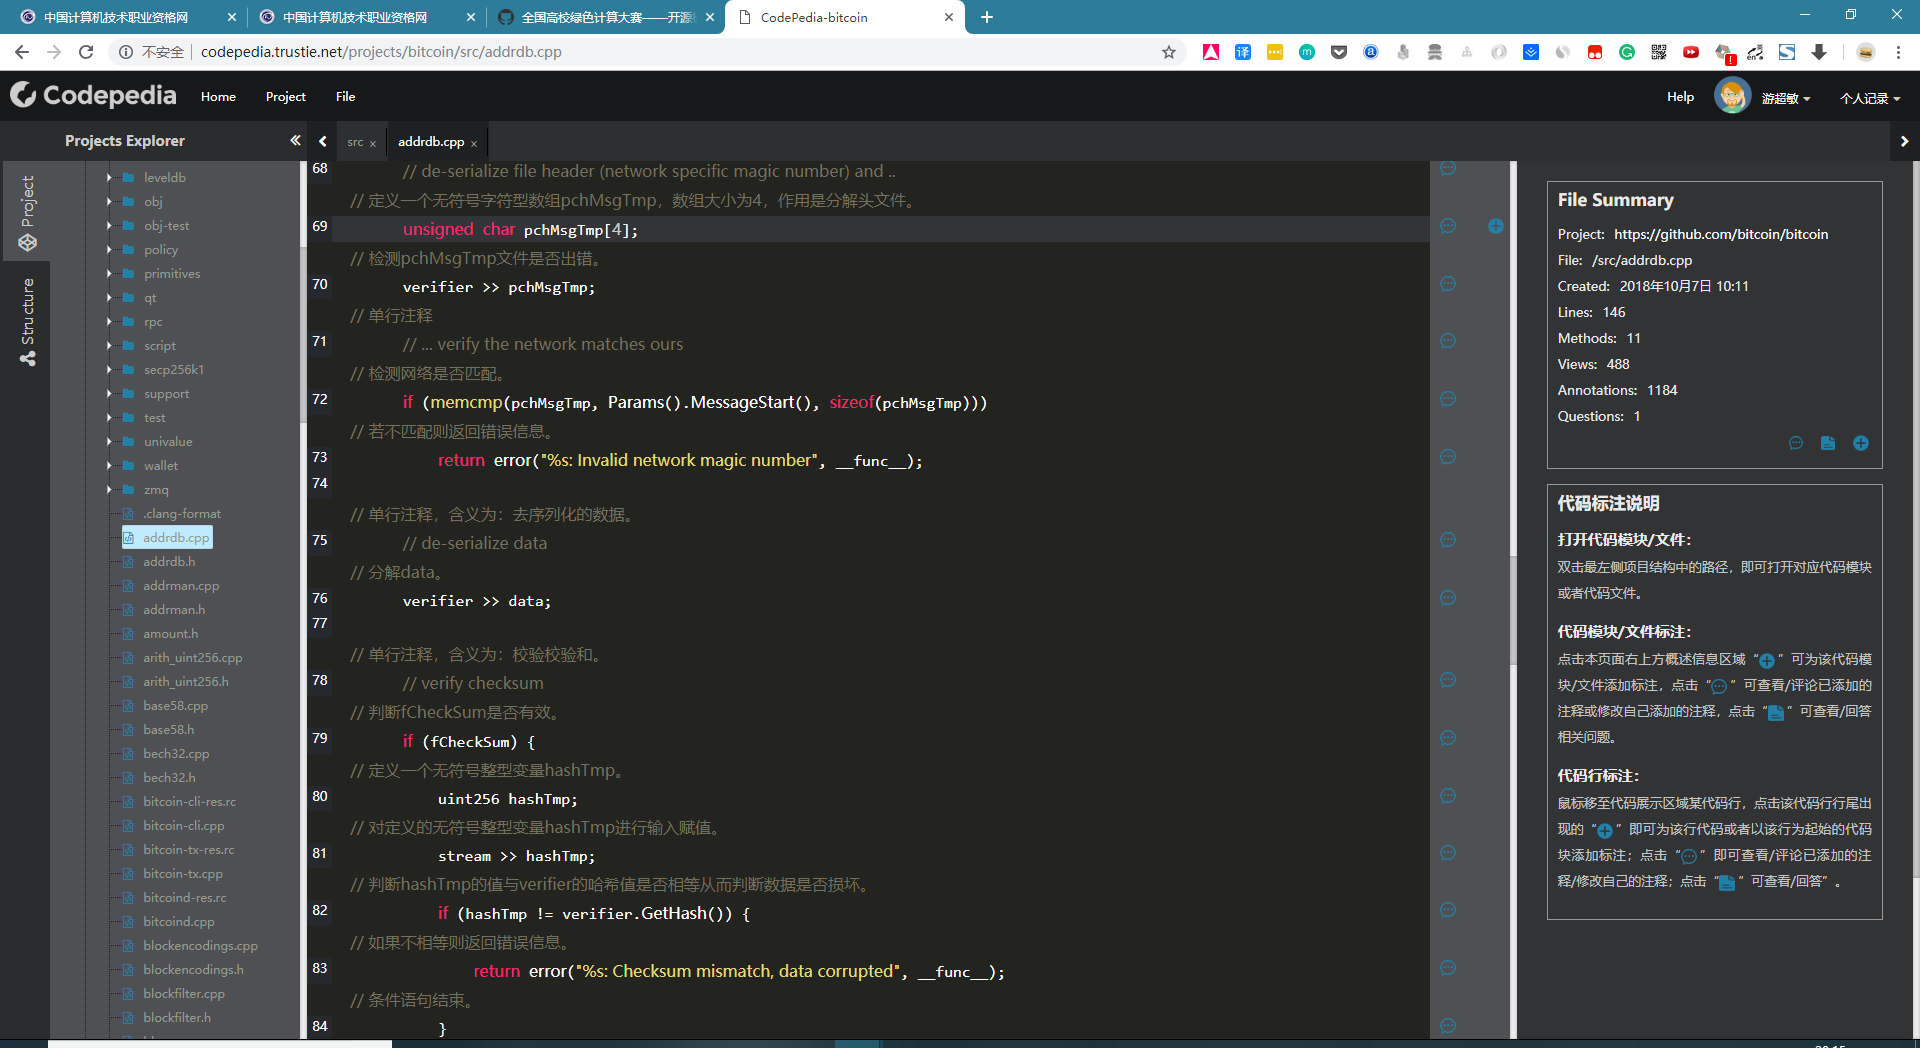 中国计算机技术职业资格网
中国计算机技术职业资格网
全国高校绿色计算大赛——开源
CodePedia-bitcoin
不安全
codepedia.trustie.net/projects/bitcoin/src/addrdb.cpp
Codepedia
Home
Project
File
Help
游超敏
个人记录
Projects Explorer
src
addrdb.cpp
Project
Structure
leveldb
obj
obj-test
policy
primitives
qt
rpc
script
secp256k1
support
test
univalue
wallet
zmq
.clang-format
addrdb.cpp
addrdb.h
addrman.cpp
addrman.h
amount.h
arith_uint256.cpp
arith_uint256.h
base58.cpp
base58.h
bech32.cpp
bech32.h
bitcoin-cli-res.rc
bitcoin-cli.cpp
bitcoin-tx-res.rc
bitcoin-tx.cpp
bitcoind-res.rc
bitcoind.cpp
blockencodings.cpp
blockencodings.h
blockfilter.cpp
blockfilter.h
68 // de-serialize file header (network specific magic number) and ..
// 定义一个无符号字符型数组pchMsgTmp，数组大小为4，作用是分解头文件。
69 unsigned char pchMsgTmp[4];
// 检测pchMsgTmp文件是否出错。
70 verifier >> pchMsgTmp;
// 单行注释
71 // ... verify the network matches ours
// 检测网络是否匹配。
72 if (memcmp(pchMsgTmp, Params().MessageStart(), sizeof(pchMsgTmp)))
// 若不匹配则返回错误信息。
73 return error("%s: Invalid network magic number", __func__);
74
// 单行注释，含义为：去序列化的数据。
75 // de-serialize data
// 分解data。
76 verifier >> data;
77
// 单行注释，含义为：校验校验和。
78 // verify checksum
// 判断fCheckSum是否有效。
79 if (fCheckSum) {
// 定义一个无符号整型变量hashTmp。
80 uint256 hashTmp;
// 对定义的无符号整型变量hashTmp进行输入赋值。
81 stream >> hashTmp;
// 判断hashTmp的值与verifier的哈希值是否相等从而判断数据是否损坏。
82 if (hashTmp != verifier.GetHash()) {
// 如果不相等则返回错误信息。
83 return error("%s: Checksum mismatch, data corrupted", __func__);
// 条件语句结束。
84 }
File Summary
Project: https://github.com/bitcoin/bitcoin
File: /src/addrdb.cpp
Created: 2018年10月7日 10:11
Lines: 146
Methods: 11
Views: 488
Annotations: 1184
Questions: 1
代码标注说明
打开代码模块/文件：
双击最左侧项目结构中的路径，即可打开对应代码模块
或者代码文件。
代码模块/文件标注：
点击本页面右上方概述信息区域“ ”可为该代码模
块/文件添加标注，点击“ ”可查看/评论已添加的
注释或修改自己添加的注释，点击“ ”可查看/回答
相关问题。
代码行标注：
鼠标移至代码展示区域某代码行，点击该代码行行尾出
现的“ ”即可为该行代码或者以该行为起始的代码
块添加标注；点击“ ”即可查看/评论已添加的注
释/修改自己的注释；点击“ ”可查看/回答”。